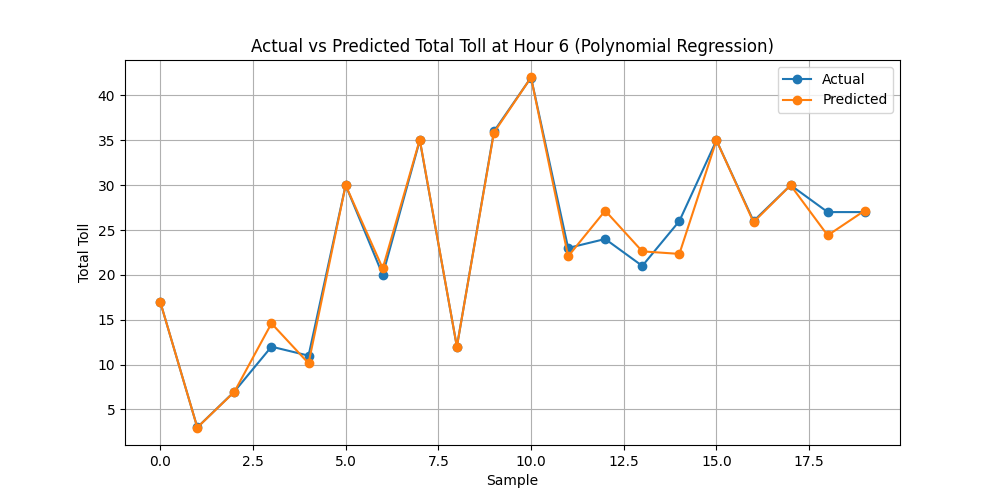 Actual vs Predicted Total Toll at Hour 6 (Polynomial Regression)
Actual
Predicted
Total Toll
40
35
30
25
20
15
10
5
0.0 2.5 5.0 7.5 10.0 12.5 15.0 17.5
Sample